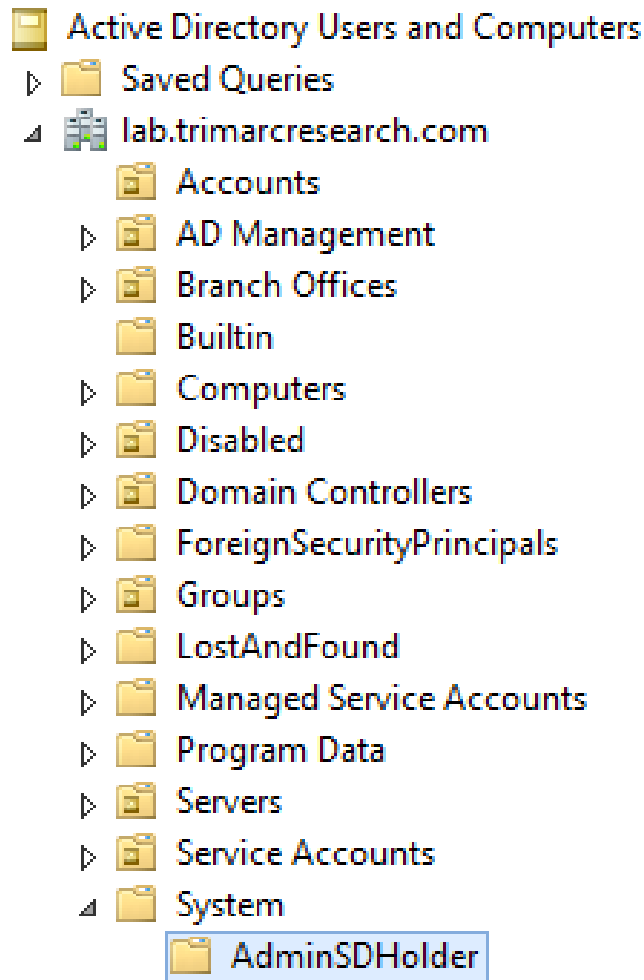 Active Directory Users and Computers
Saved Queries
lab.trimarcresearch.com
Accounts
AD Management
Branch Offices
Builtin
Computers
Disabled
Domain Controllers
ForeignSecurityPrincipals
Groups
LostAndFound
Managed Service Accounts
Program Data
Servers
Service Accounts
System
AdminSDHolder